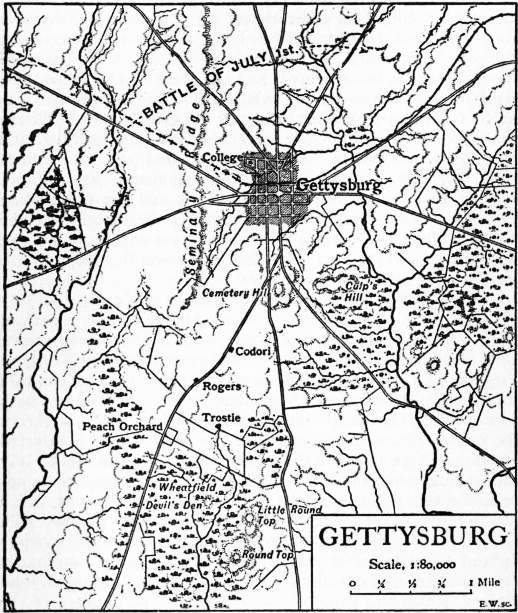 BATTLE OF JULY 1st.
Seminary Ridge
College
Gettysburg
Cemetery Hill
Culp's
Hill
Codori
Rogers
Trostle
Peach Orchard
Wheatfield
Devil's Den
Little Round
Top
Round Top
GETTYSBURG
Scale, 1:80,000
0 ¼ ½ ¾ 1 Mile
E.W. sc.